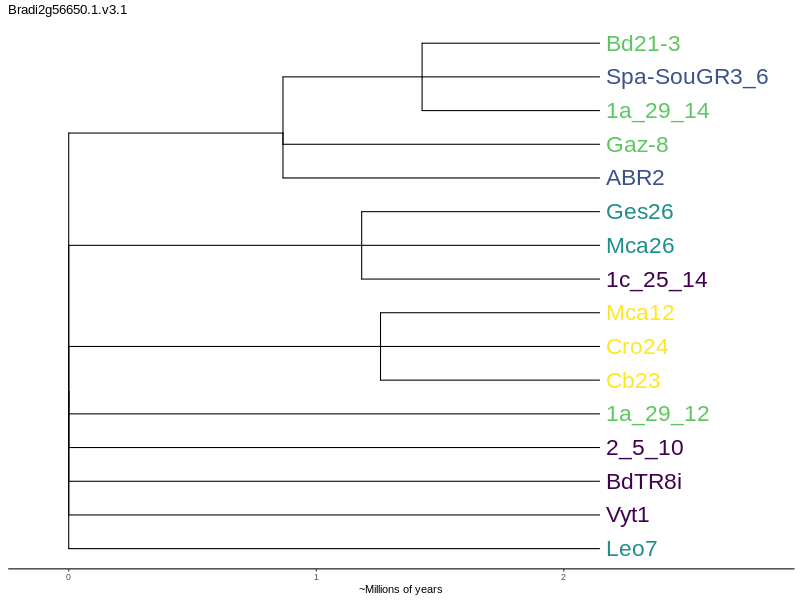 Bradi2g56650.1.v3.1
Bd21-3
Spa-SouGR3_6
1a_29_14
Gaz-8
ABR2
Ges26
Mca26
1c_25_14
Mca12
Cro24
Cb23
1a_29_12
2_5_10
BdTR8i
Vyt1
Leo7
0 1 2
~Millions of years